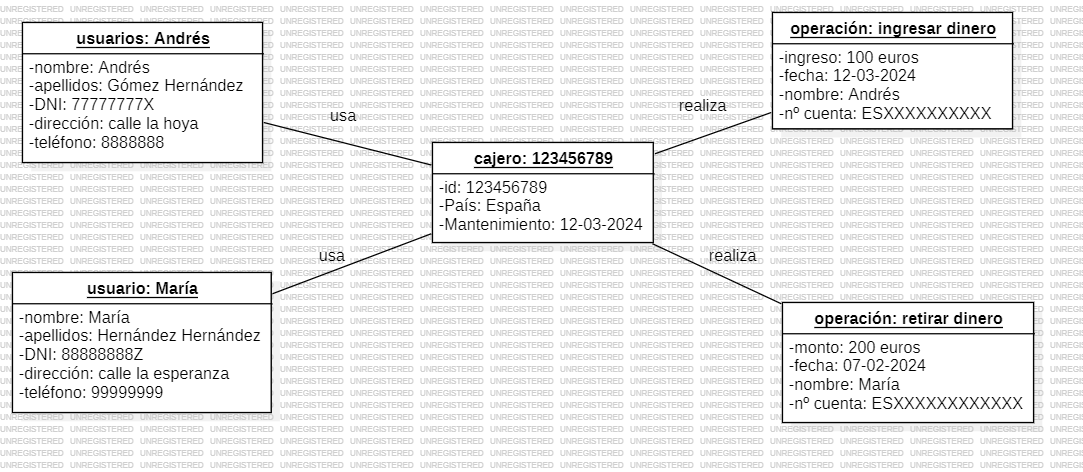 usuarios: Andrés
-nombre: Andrés
-apellidos: Gómez Hernández
-DNI: 77777777X
-dirección: calle la hoya
-teléfono: 8888888
usa
cajero: 123456789
-id: 123456789
-País: España
-Mantenimiento: 12-03-2024
realiza
operación: ingresar dinero
-ingreso: 100 euros
-fecha: 12-03-2024
-nombre: Andrés
-nº cuenta: ESXXXXXXXXXX
usa
usuario: María
-nombre: María
-apellidos: Hernández Hernández
-DNI: 88888888Z
-dirección: calle la esperanza
-teléfono: 99999999
realiza
operación: retirar dinero
-monto: 200 euros
-fecha: 07-02-2024
-nombre: María
-nº cuenta: ESXXXXXXXXXXXX
UNREGISTERED